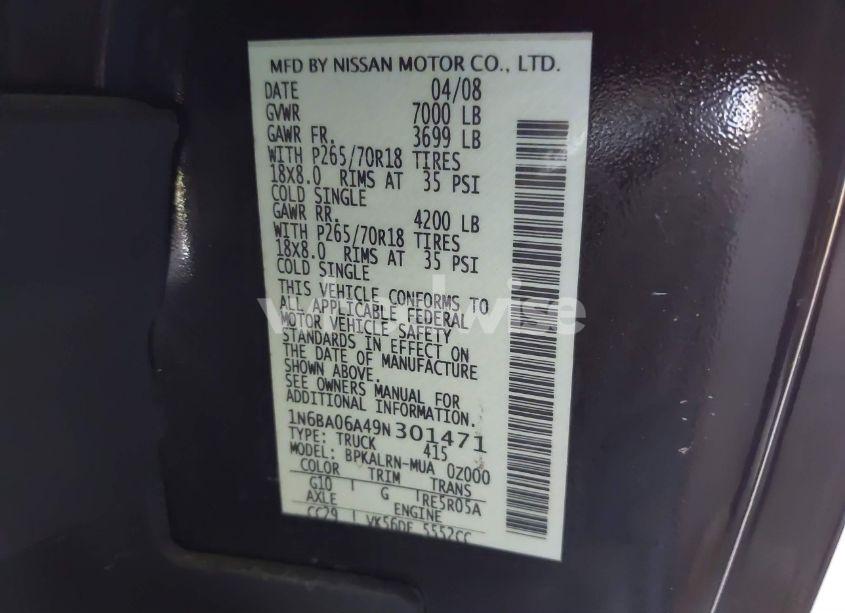 MFD BY NISSAN MOTOR CO., LTD.
DATE 04/08
GVWR 7000 LB
GAWR FR. 3699 LB
WITH P265/70R18 TIRES
18X8.0 RIMS AT 35 PSI
COLD SINGLE
GAWR RR. 4200 LB
WITH P265/70R18 TIRES
18X8.0 RIMS AT 35 PSI
COLD SINGLE
THIS VEHICLE CONFORMS TO
ALL APPLICABLE FEDERAL
MOTOR VEHICLE SAFETY
STANDARDS IN EFFECT ON
THE DATE OF MANUFACTURE
SHOWN ABOVE.
SEE OWNERS MANUAL FOR
ADDITIONAL INFORMATION.
1N6BA06A49N301471
TYPE: TRUCK 415
MODEL: BPKALRN-MUA 0Z000
COLOR TRIM TRANS
G10 G RE5R05A
AXLE ENGINE
CC29 VK56DE 5552CC